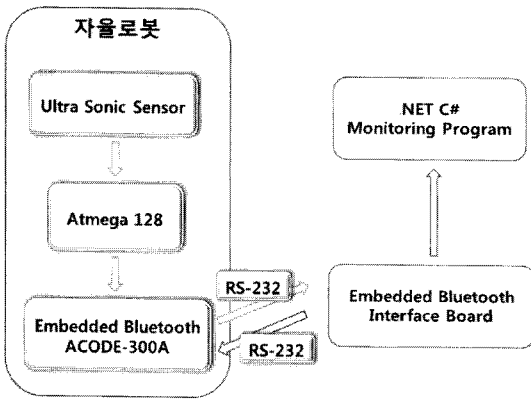 자율로봇
Ultra Sonic Sensor
Atmega 128
Embedded Bluetooth
ACODE-300A
RS-232
RS-232
.NET C#
Monitoring Program
Embedded Bluetooth
Interface Board